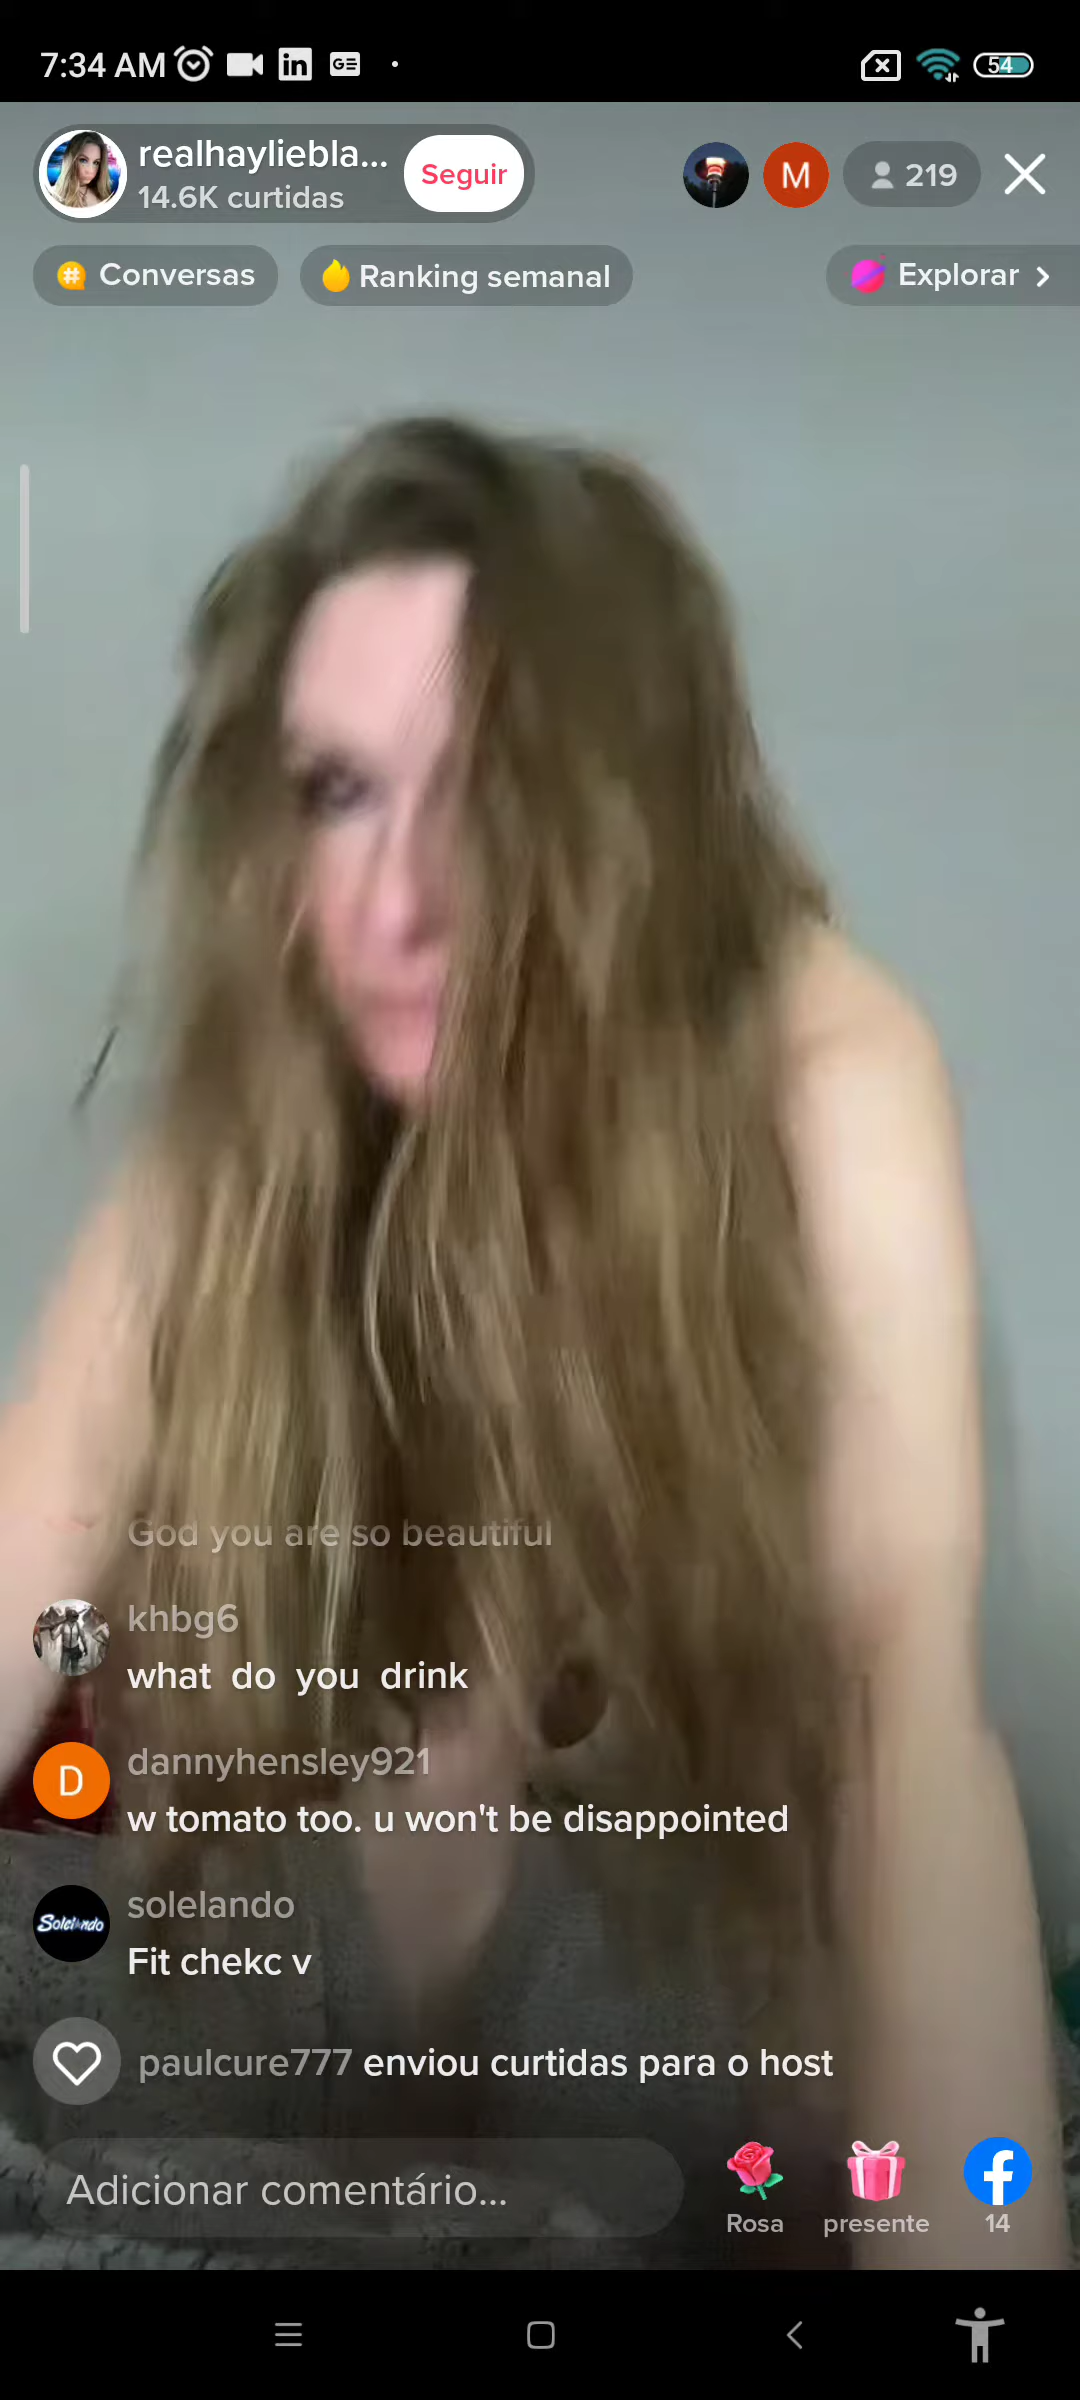 7:34 AM
54
realhayliebla...
14.6K curtidas
Seguir
M
219
Conversas
Ranking semanal
Explorar
God you are so beautiful
khbg6
what do you drink
D
dannyhensley921
w tomato too. u won't be disappointed
Solelando
solelando
Fit chekc v
paulcure777 enviou curtidas para o host
Adicionar comentário...
Rosa
presente
14